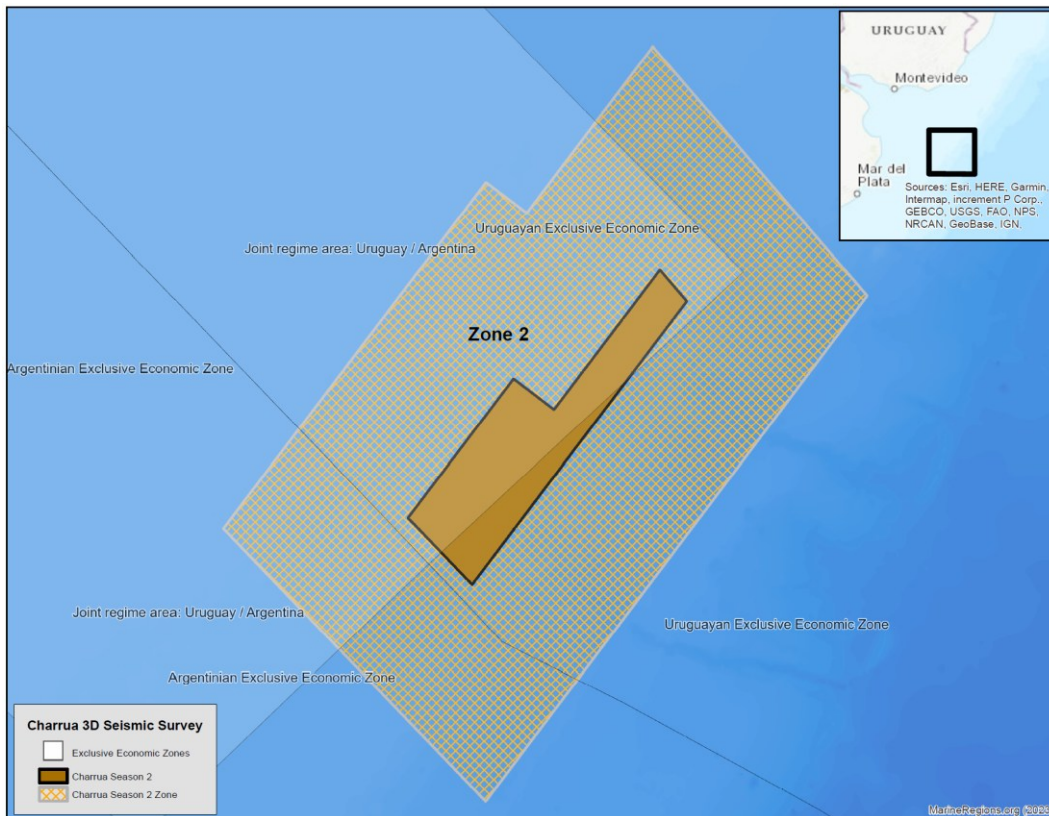 URUGUAY
Montevideo
Mar del
Plata
Sources: Esri, HERE, Garmin,
Intermap, increment P Corp.,
GEBCO, USGS, FAO, NPS,
NRCAN, GeoBase, IGN,
Uruguayan Exclusive Economic Zone
Joint regime area: Uruguay / Argentina
Zone 2
Argentinian Exclusive Economic Zone
Joint regime area: Uruguay / Argentina
Uruguayan Exclusive Economic Zone
Argentinian Exclusive Economic Zone
Charrua 3D Seismic Survey
Exclusive Economic Zones
Charrua Season 2
Charrua Season 2 Zone
MarineRegions.org